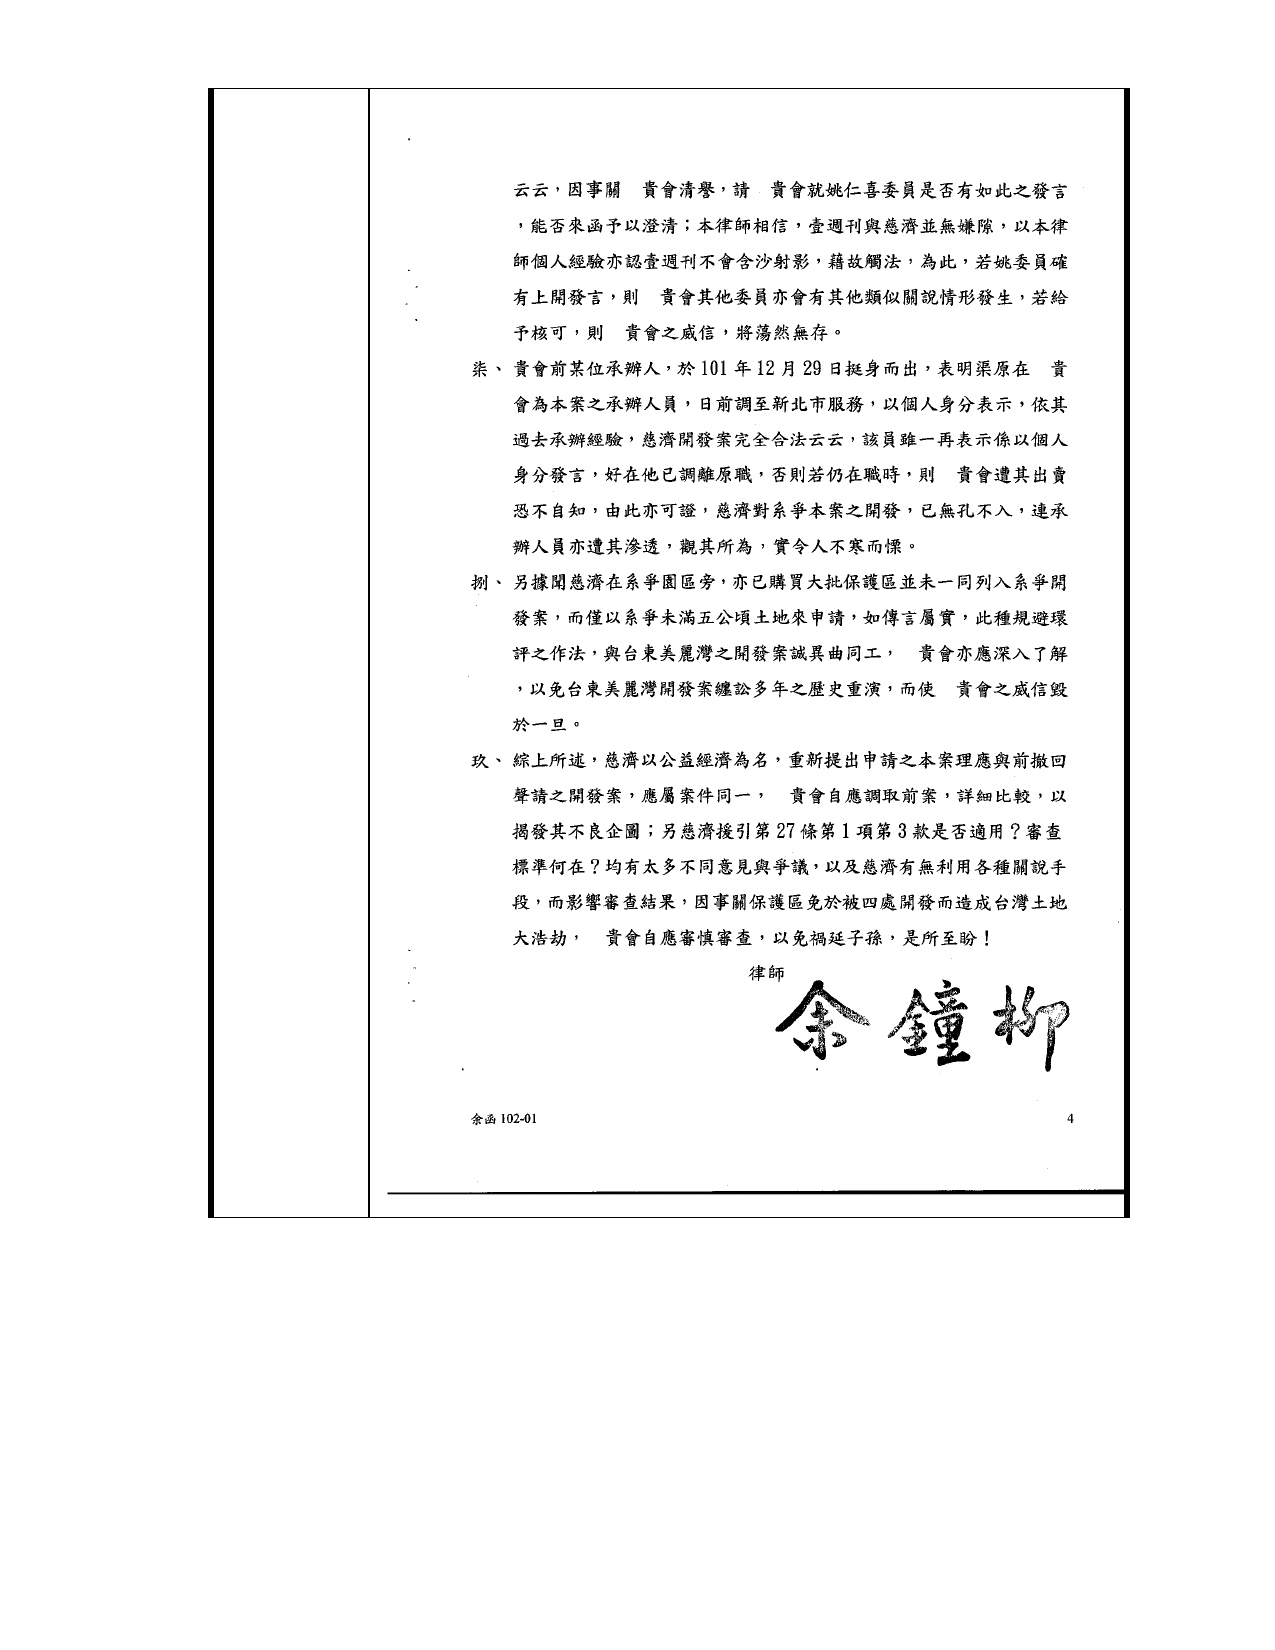 云云，因事關　貴會清譽，請　貴會就姚仁喜委員是否有如此之發言
，能否來函予以澄清；本律師相信，壹週刊與慈濟並無嫌隙，以本律
師個人經驗亦認壹週刊不會含沙射影，藉故觸法，為此，若姚委員確
有上開發言，則　貴會其他委員亦會有其他類似關說情形發生，若給
予核可，則　貴會之威信，將蕩然無存。
柒、貴會前某位承辦人，於 101 年 12 月 29 日挺身而出，表明渠原在　貴
會為本案之承辦人員，日前調至新北市服務，以個人身分表示，依其
過去承辦經驗，慈濟開發案完全合法云云，該員雖一再表示係以個人
身分發言，好在他已調離原職，否則若仍在職時，則　貴會遭其出賣
恐不自知，由此亦可證，慈濟對系爭本案之開發，已無孔不入，連承
辦人員亦遭其滲透，觀其所為，實令人不寒而慄。
捌、另據聞慈濟在系爭園區旁，亦已購買大批保護區並未一同列入系爭開
發案，而僅以系爭未滿五公頃土地來申請，如傳言屬實，此種規避環
評之作法，與台東美麗灣之開發案誠異曲同工，　貴會亦應深入了解
，以免台東美麗灣開發案纏訟多年之歷史重演，而使　貴會之威信毀
於一旦。
玖、綜上所述，慈濟以公益經濟為名，重新提出申請之本案理應與前撤回
聲請之開發案，應屬案件同一，　貴會自應調取前案，詳細比較，以
揭發其不良企圖；另慈濟援引第 27 條第 1 項第 3 款是否適用？審查
標準何在？均有太多不同意見與爭議，以及慈濟有無利用各種關說手
段，而影響審查結果，因事關保護區免於被四處開發而造成台灣土地
大浩劫，　貴會自應審慎審查，以免禍延子孫，是所至盼！
律師
余鐘柳
余函 102-01
4